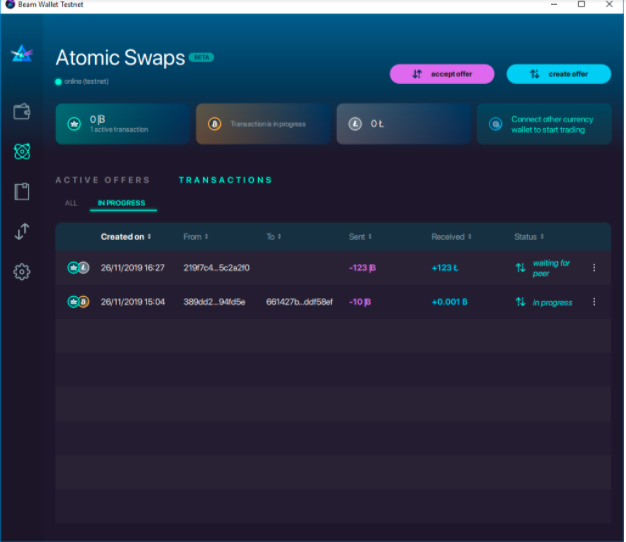 Beam Wallet Testnet
Atomic Swaps BETA
online (testnet)
accept offer
create offer
0 ₿
1 active transaction
Transaction is in progress
0 Ł
Connect other currency
wallet to start trading
ACTIVE OFFERS TRANSACTIONS
ALL IN PROGRESS
Created on From To Sent Received Status
26/11/2019 16:27 219f7c4...5c2a2f0 -123 ₿ +123 Ł waiting for
peer
26/11/2019 15:04 389dd2...94fd5e 661427b..ddf58ef -10 ₿ +0.001 ₿ in progress